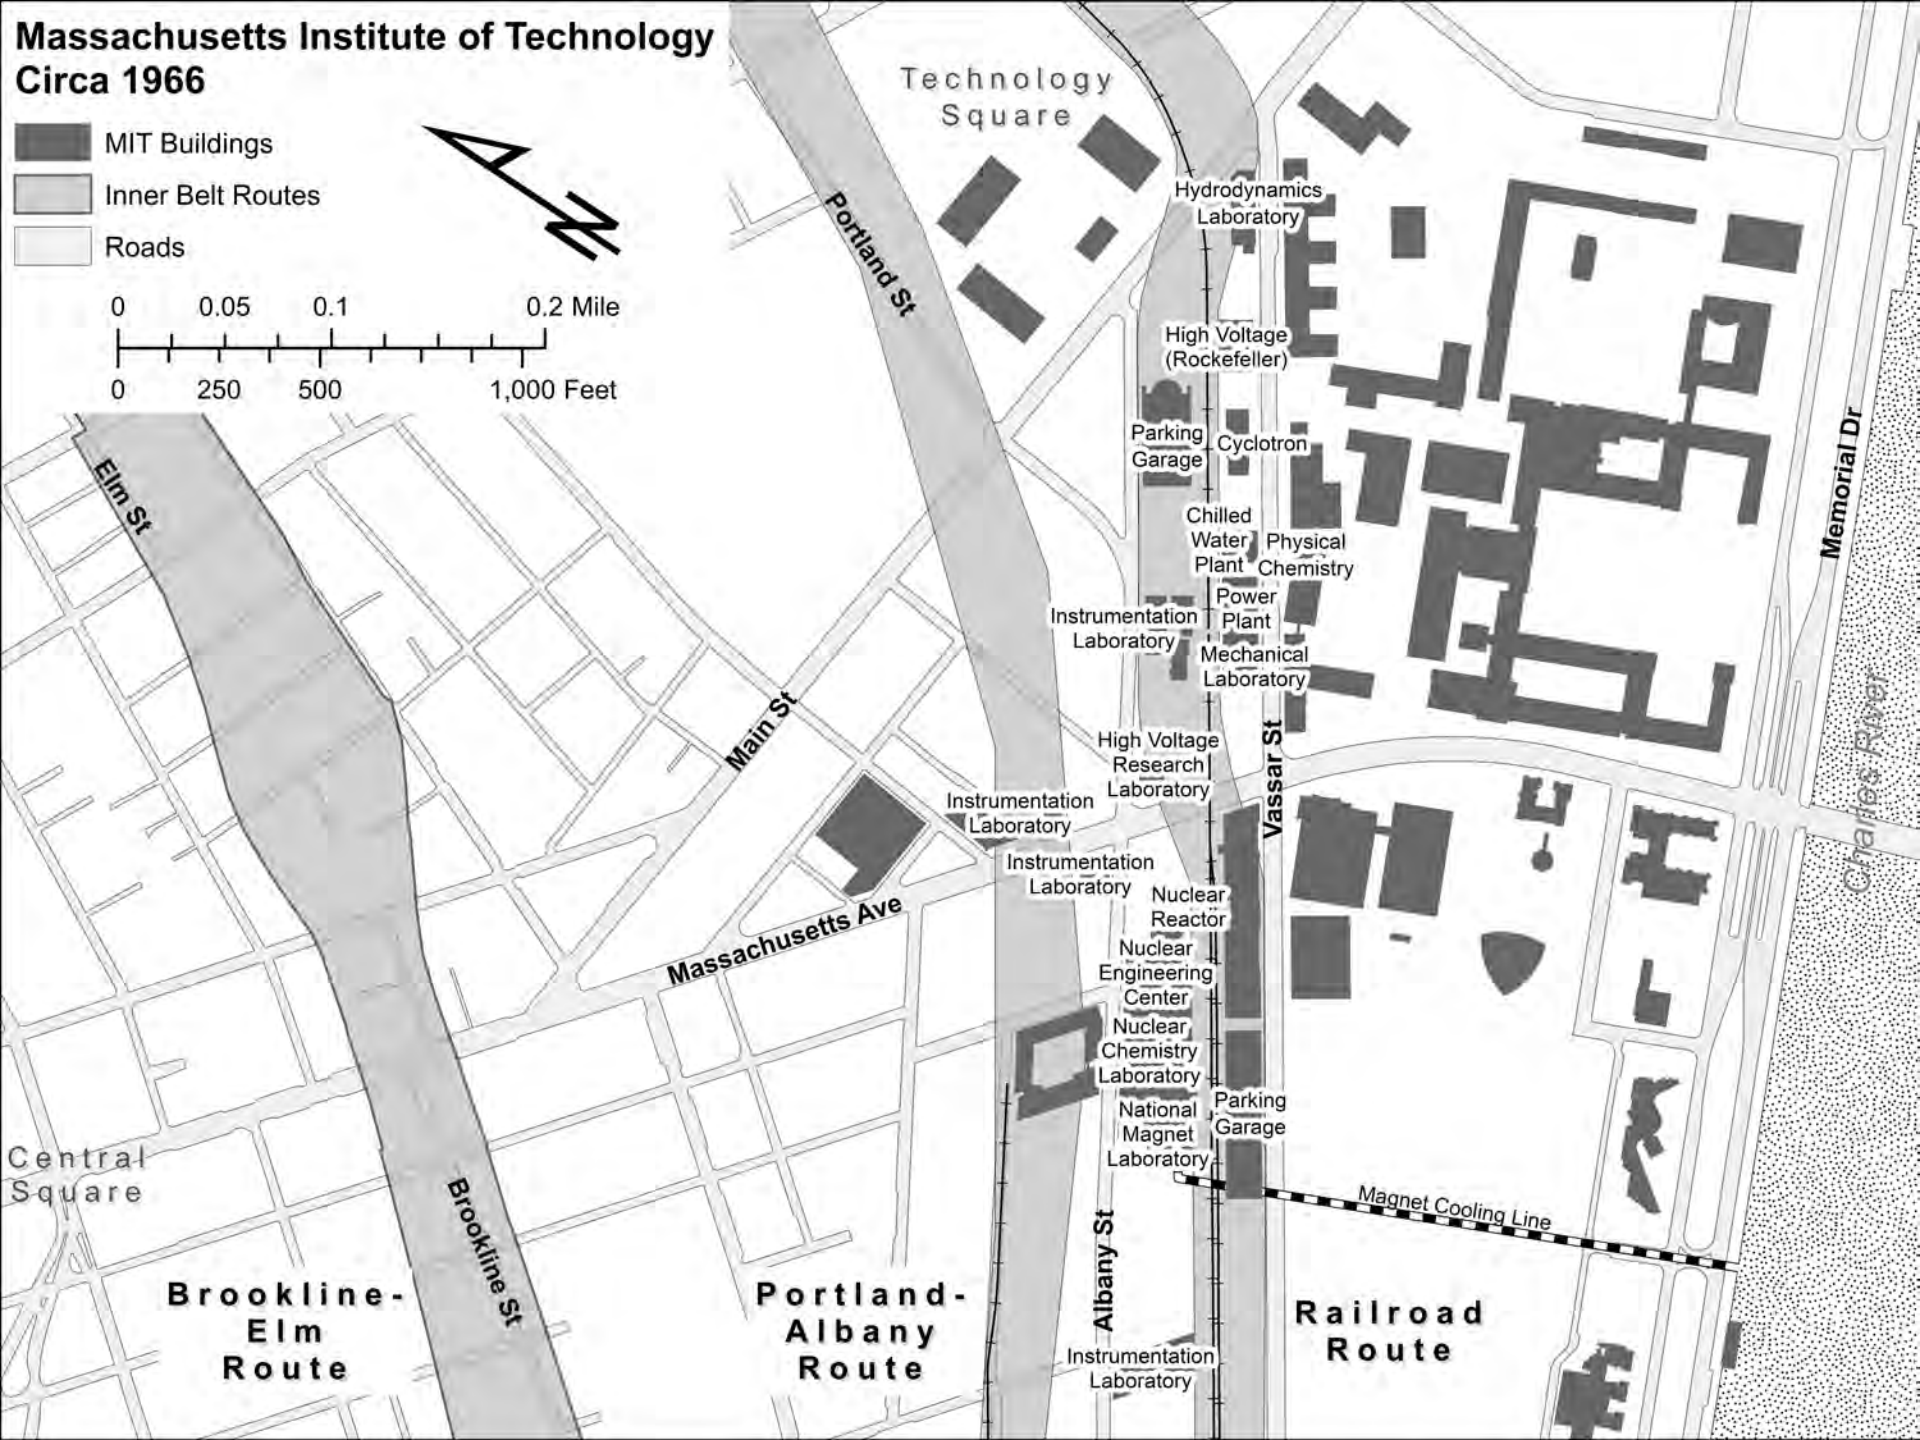 Massachusetts Institute of Technology
Circa 1966
MIT Buildings
Inner Belt Routes
Roads
0 0.05 0.1 0.2 Mile
0 250 500 1,000 Feet
N
Technology
Square
Portland St
Hydrodynamics
Laboratory
High Voltage
(Rockefeller)
Parking
Garage
Cyclotron
Elm St
Memorial Dr
Chilled
Water
Plant
Physical
Chemistry
Power
Plant
Instrumentation
Laboratory
Mechanical
Laboratory
Main St
High Voltage
Research
Laboratory
Vassar St
Charles River
Instrumentation
Laboratory
Instrumentation
Laboratory
Massachusetts Ave
Nuclear
Reactor
Nuclear
Engineering
Center
Nuclear
Chemistry
Laboratory
National
Magnet
Laboratory
Parking
Garage
Central
Square
Magnet Cooling Line
Brookline St
Albany St
Brookline-
Elm
Route
Portland-
Albany
Route
Railroad
Route
Instrumentation
Laboratory